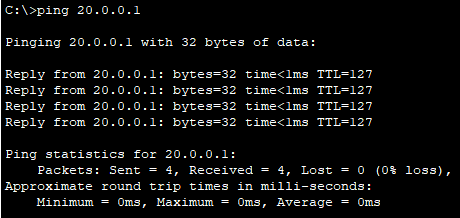 C:\>ping 20.0.0.1
Pinging 20.0.0.1 with 32 bytes of data:
Reply from 20.0.0.1: bytes=32 time<1ms TTL=127
Reply from 20.0.0.1: bytes=32 time<1ms TTL=127
Reply from 20.0.0.1: bytes=32 time<1ms TTL=127
Reply from 20.0.0.1: bytes=32 time<1ms TTL=127
Ping statistics for 20.0.0.1:
    Packets: Sent = 4, Received = 4, Lost = 0 (0% loss),
Approximate round trip times in milli-seconds:
    Minimum = 0ms, Maximum = 0ms, Average = 0ms